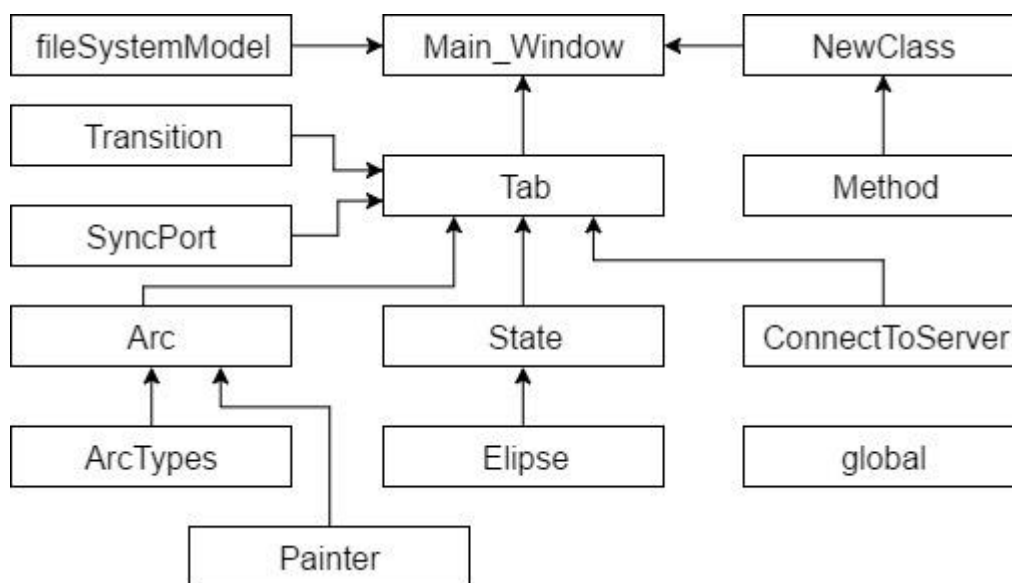 fileSystemModel
Main_Window
NewClass
Transition
Tab
Method
SyncPort
Arc
State
ConnectToServer
ArcTypes
Elipse
global
Painter